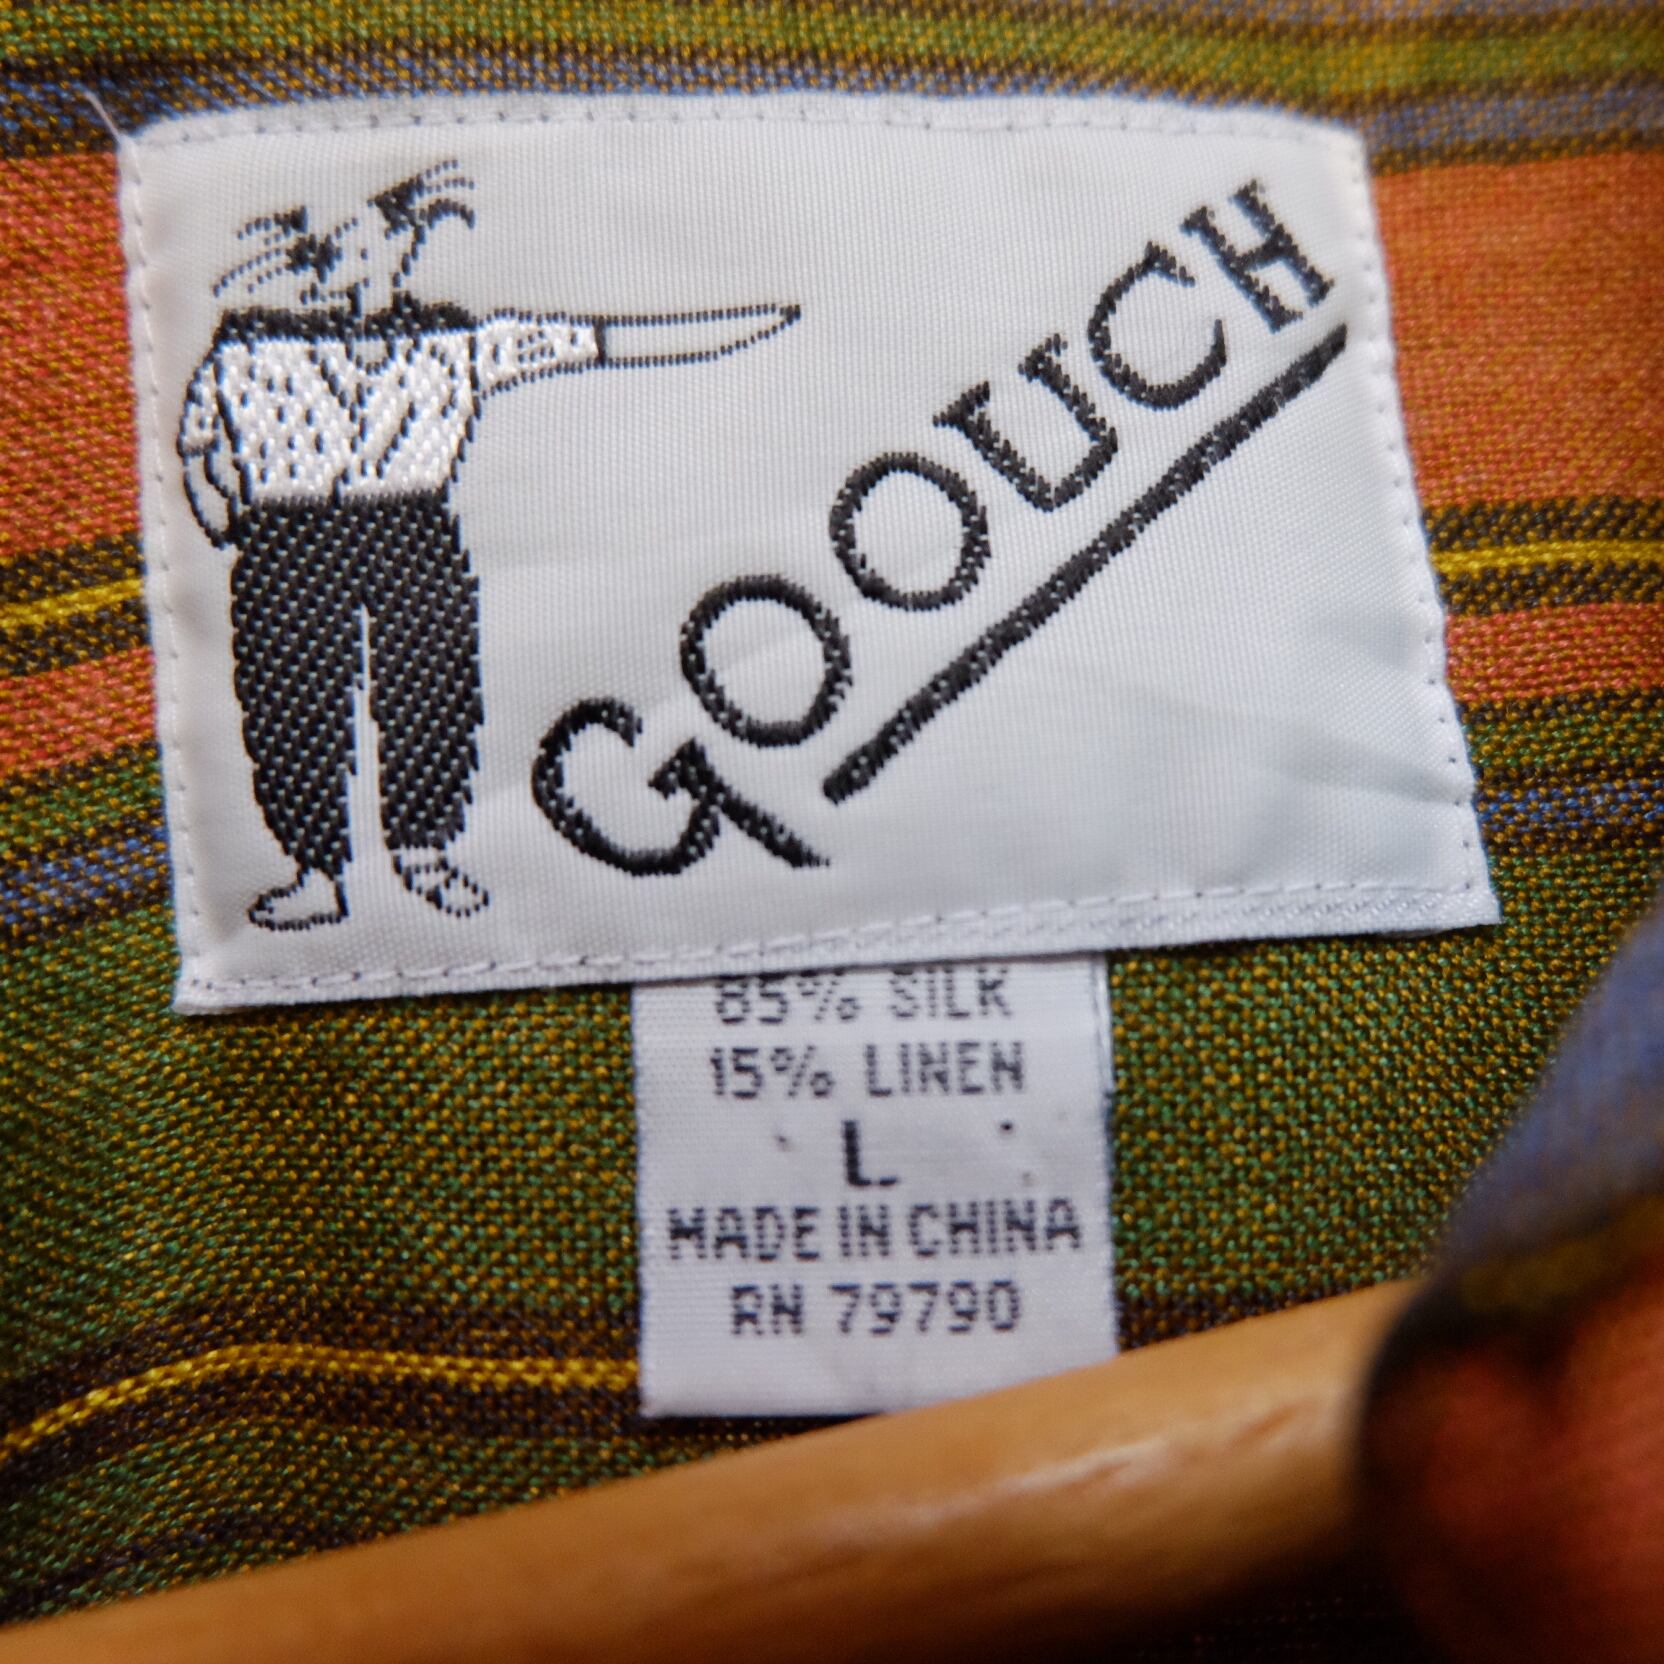 GOOUCH
85% SILK
15% LINEN
L
MADE IN CHINA
RN 79790